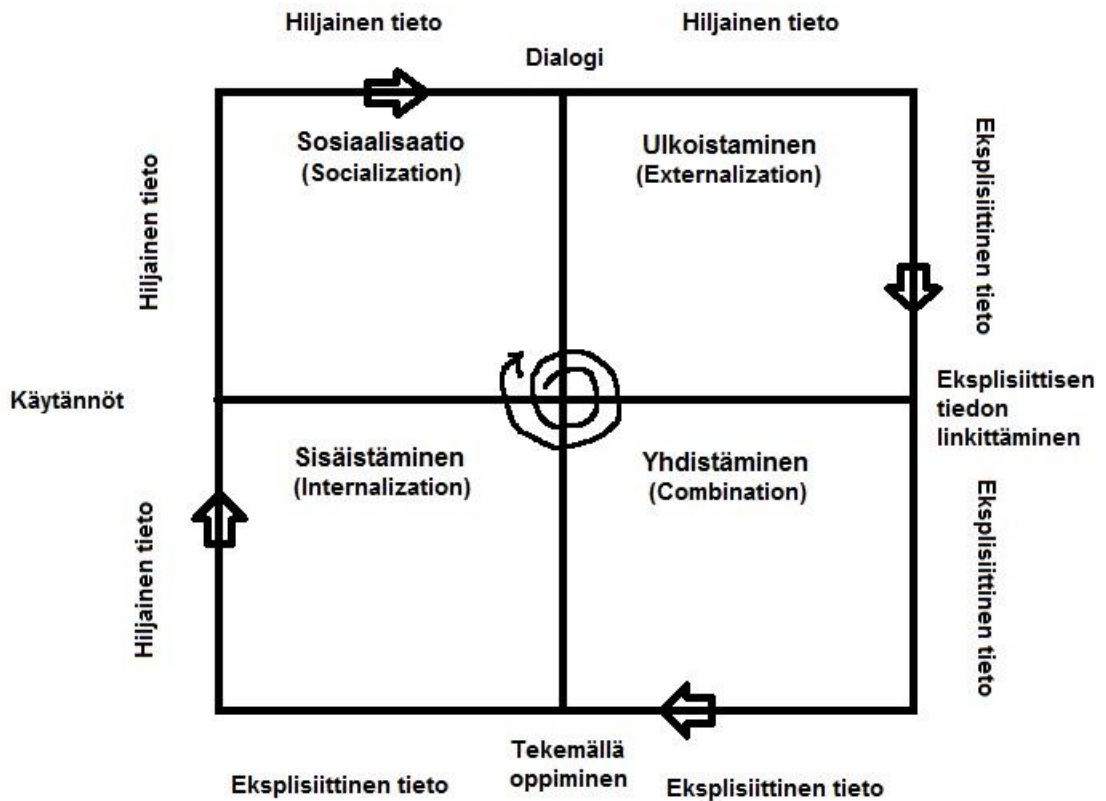 Hiljainen tieto
Hiljainen tieto
Dialogi
Sosiaalisaatio
(Socialization)
Ulkoistaminen
(Externalization)
Hiljainen tieto
Eksplisiittinen tieto
Käytännöt
Eksplisiittisen
tiedon
linkittäminen
Sisäistäminen
(Internalization)
Yhdistäminen
(Combination)
Hiljainen tieto
Eksplisiittinen tieto
Tekemällä
oppiminen
Eksplisiittinen tieto
Eksplisiittinen tieto